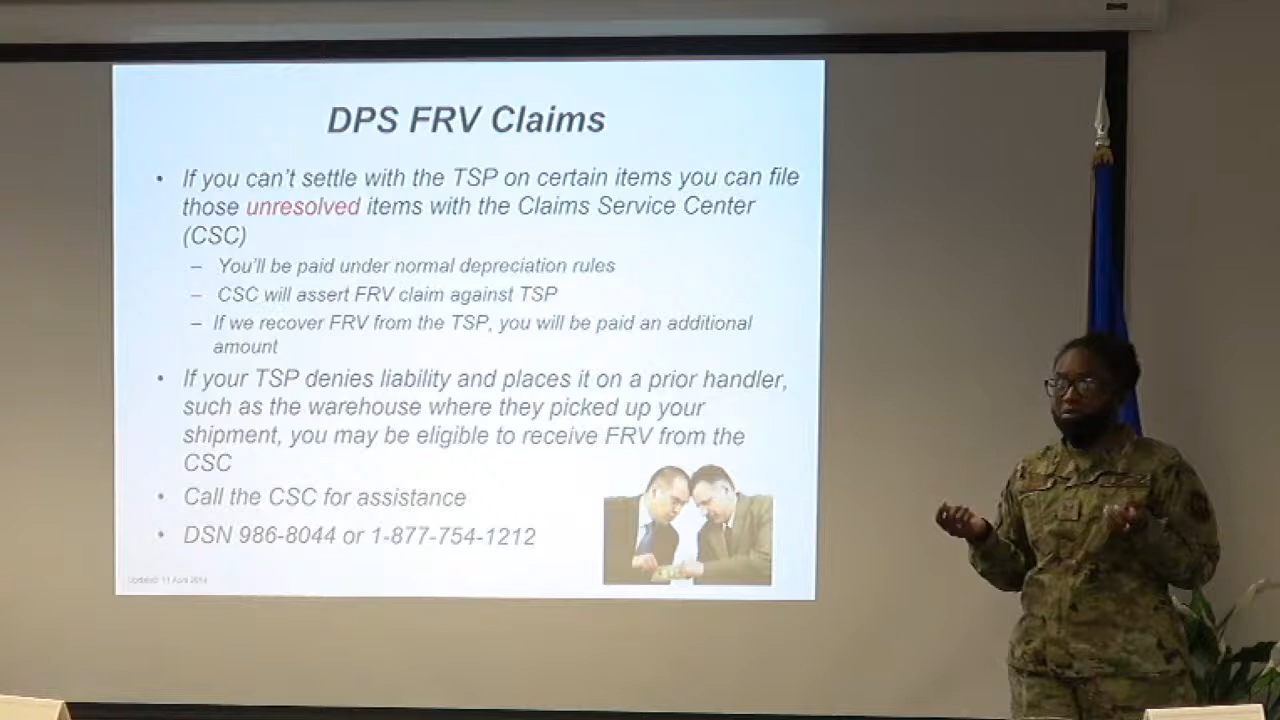 DPS FRV Claims
• If you can't settle with the TSP on certain items you can file
those unresolved items with the Claims Service Center
(CSC)
– You'll be paid under normal depreciation rules
– CSC will assert FRV claim against TSP
– If we recover FRV from the TSP, you will be paid an additional
amount
• If your TSP denies liability and places it on a prior handler,
such as the warehouse where they picked up your
shipment, you may be eligible to receive FRV from the
CSC
• Call the CSC for assistance
• DSN 986-8044 or 1-877-754-1212
Updated: 11 April 2014